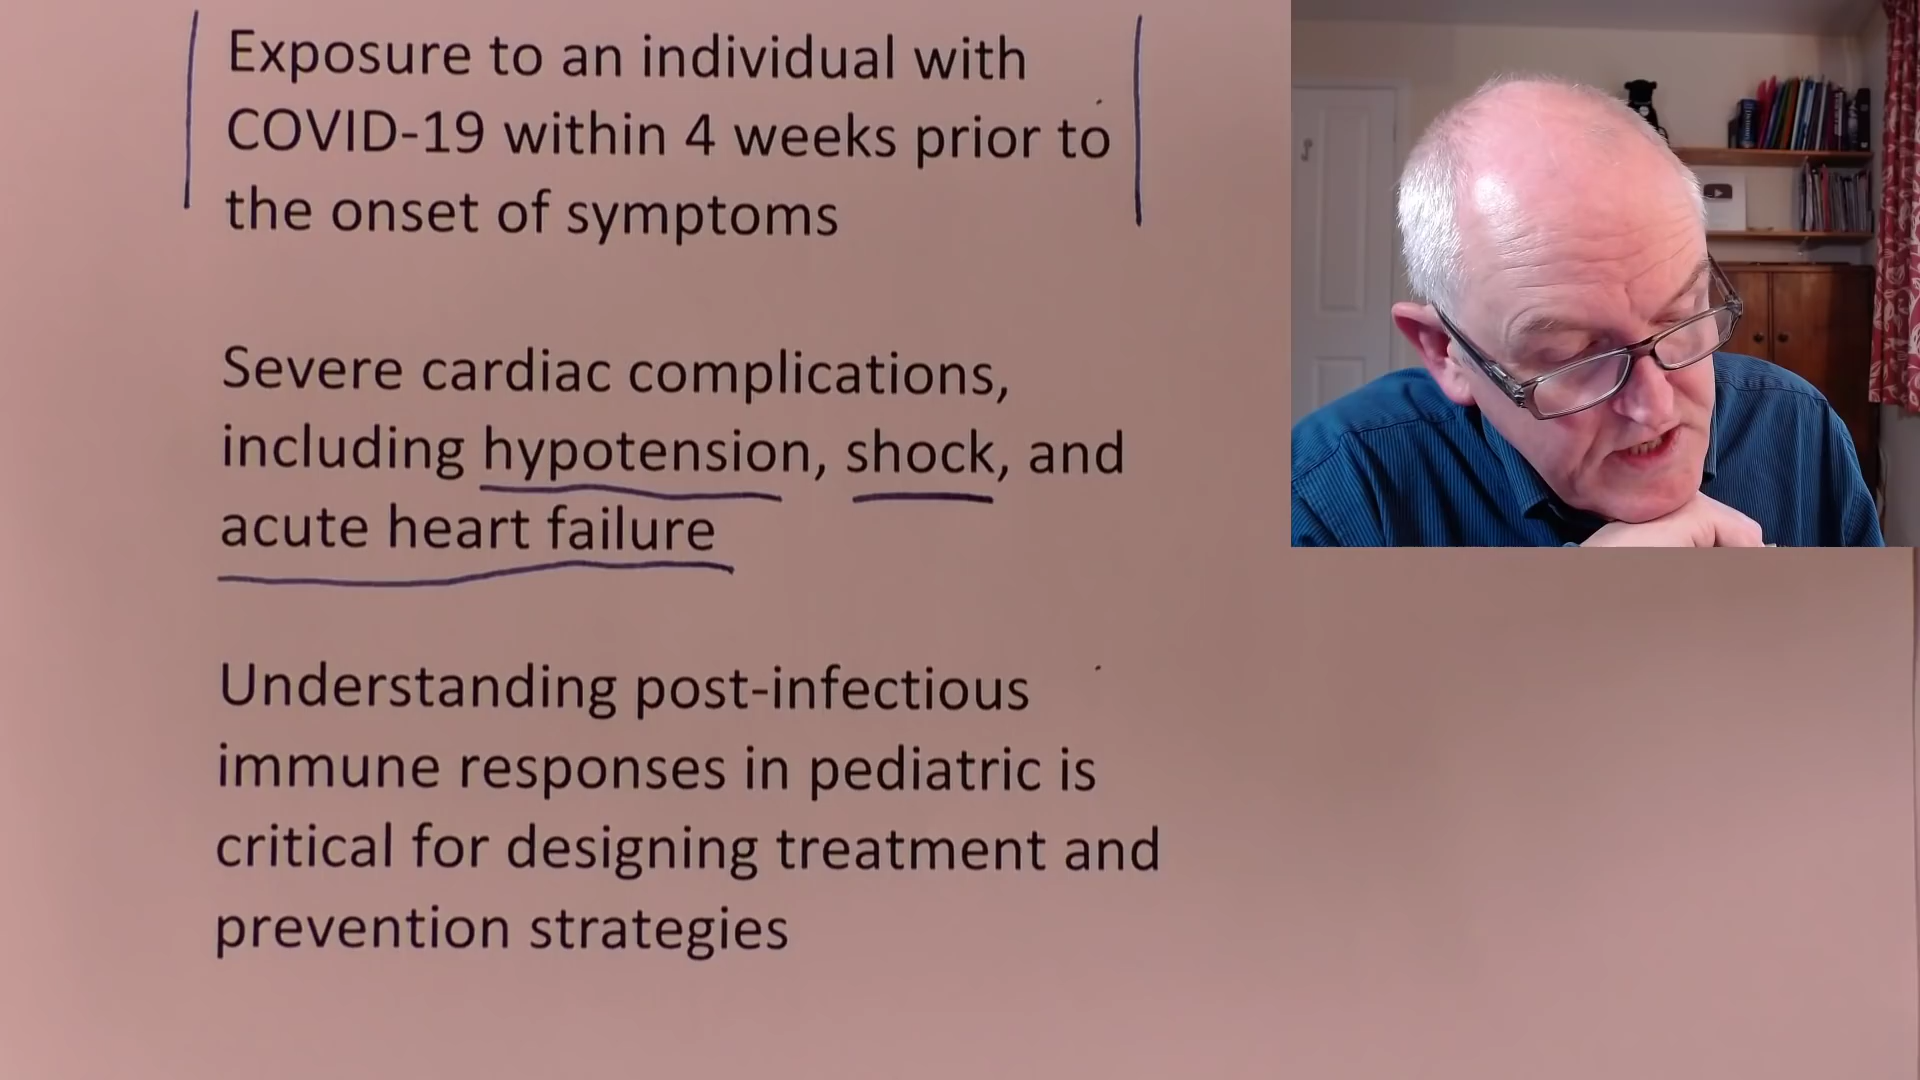 Exposure to an individual with
COVID-19 within 4 weeks prior to
the onset of symptoms
Severe cardiac complications,
including hypotension, shock, and
acute heart failure
Understanding post-infectious
immune responses in pediatric is
critical for designing treatment and
prevention strategies